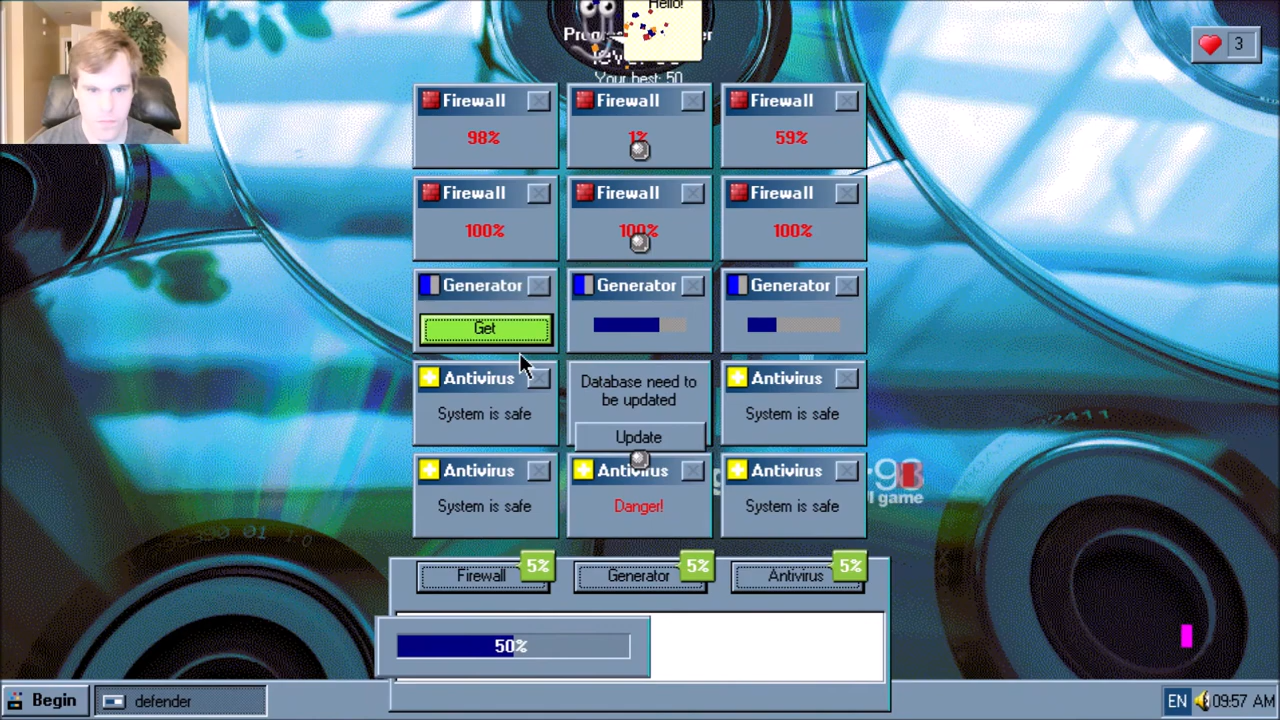 Hello!
Your best: 50
3
Firewall
98%
Firewall
1%
Firewall
59%
Firewall
100%
Firewall
100%
Firewall
100%
Generator
Get
Generator
Generator
Antivirus
System is safe
Database need to
be updated
Update
Antivirus
System is safe
Antivirus
System is safe
Antivirus
Danger!
Antivirus
System is safe
l game
Firewall 5%
Generator 5%
Antivirus 5%
50%
Begin
defender
EN
09:57 AM